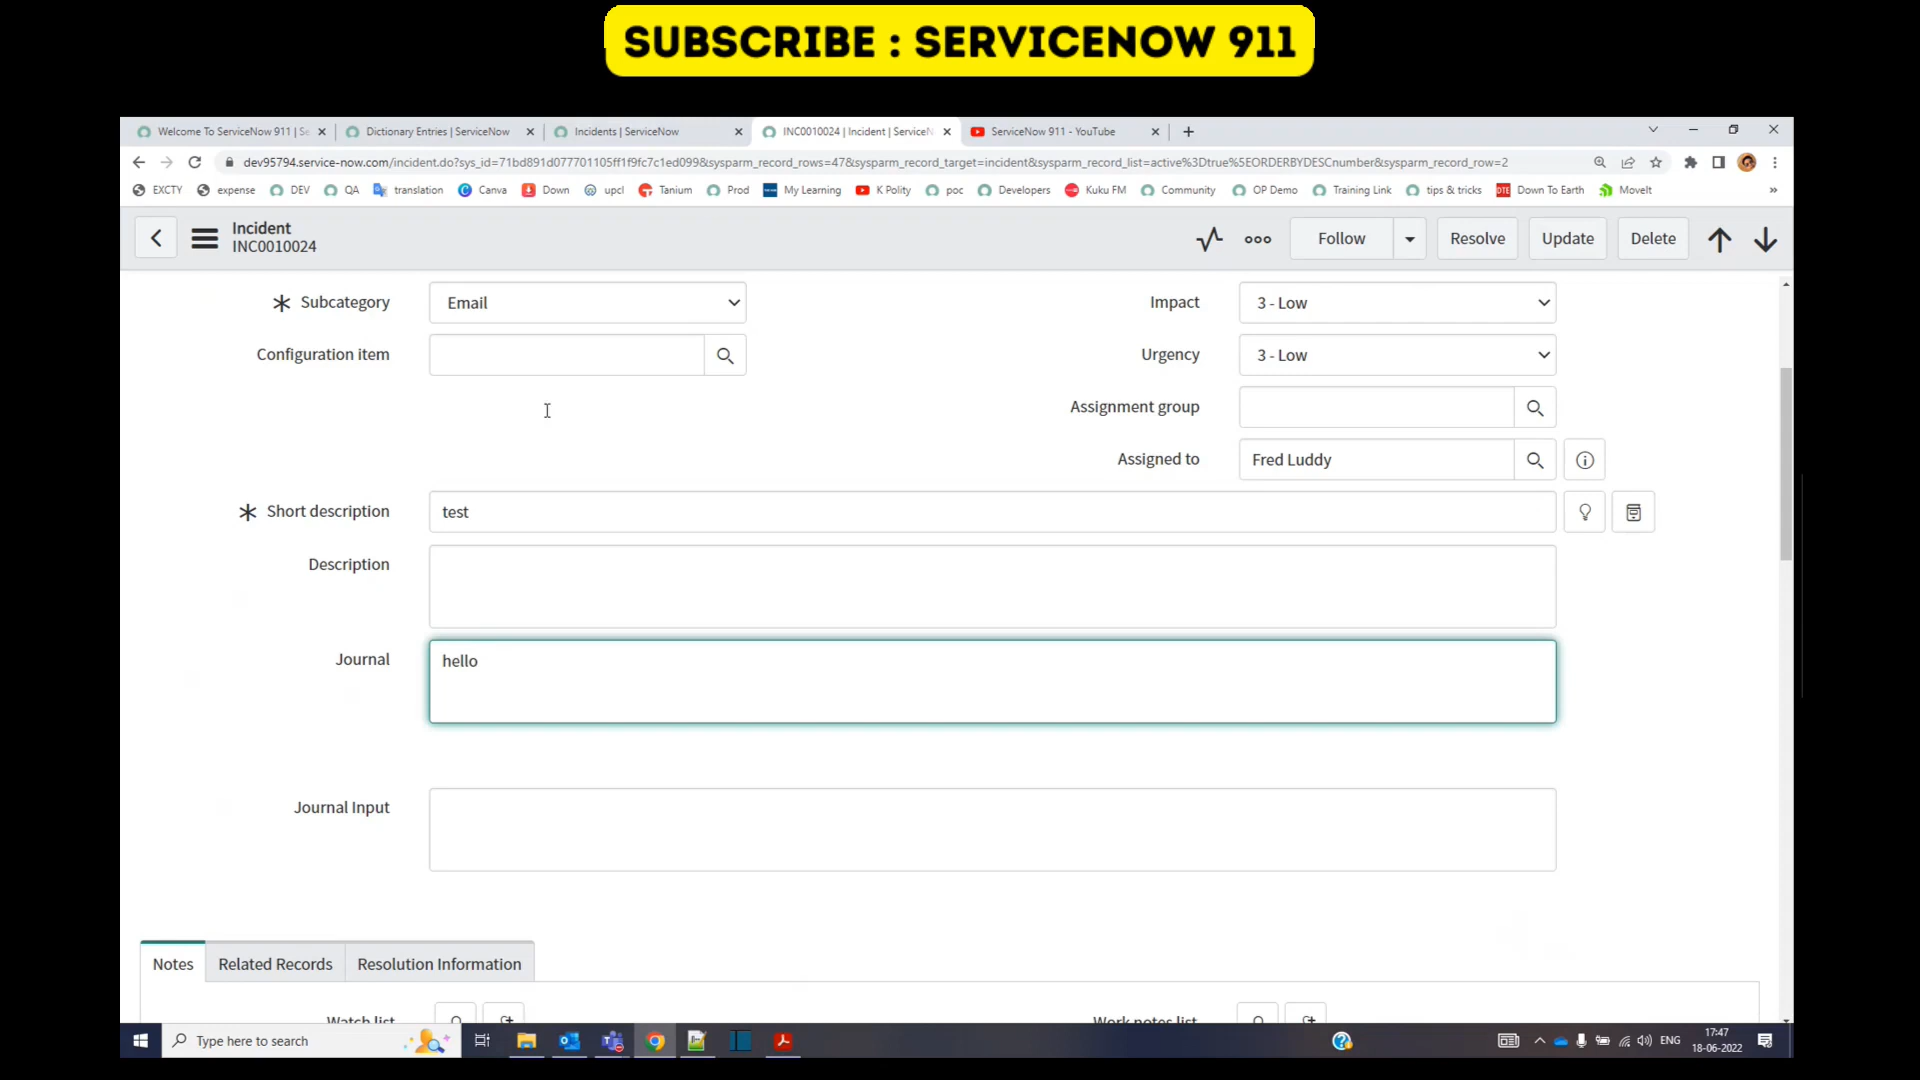 SUBSCRIBE : SERVICENOW 911
Welcome To ServiceNow 911 | Se
Dictionary Entries | ServiceNow
Incidents | ServiceNow
INC0010024 | Incident | ServiceN
ServiceNow 911 - YouTube
dev95794.service-now.com/incident.do?sys_id=71bd891d077701105ff1f9fc7c1ed099&sysparm_record_rows=47&sysparm_record_target=incident&sysparm_record_list=active%3Dtrue%5EORDERBYDESCnumber&sysparm_record_row=2
EXCTY expense DEV QA translation Canva Down upcl Tanium Prod My Learning K Polity poc Developers Kuku FM Community OP Demo Training Link tips & tricks DTE Down To Earth MoveIt »
Incident
INC0010024
Follow
Resolve
Update
Delete
Subcategory
Email
Impact
3 - Low
Configuration item
Urgency
3 - Low
Assignment group
Assigned to
Fred Luddy
Short description
test
Description
Journal
hello
Journal Input
Notes
Related Records
Resolution Information
Watch list
Work notes list
Type here to search
ENG
17:47
18-06-2022